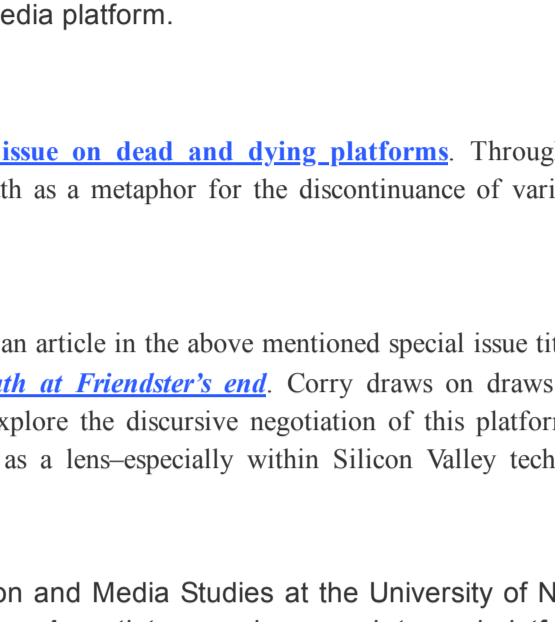 edia platform.
issue on dead and dying platforms. Throug
th as a metaphor for the discontinuance of vari
an article in the above mentioned special issue tit
ath at Friendster’s end. Corry draws on draws
xplore the discursive negotiation of this platfor
as a lens–especially within Silicon Valley tech
on and Media Studies at the University of N